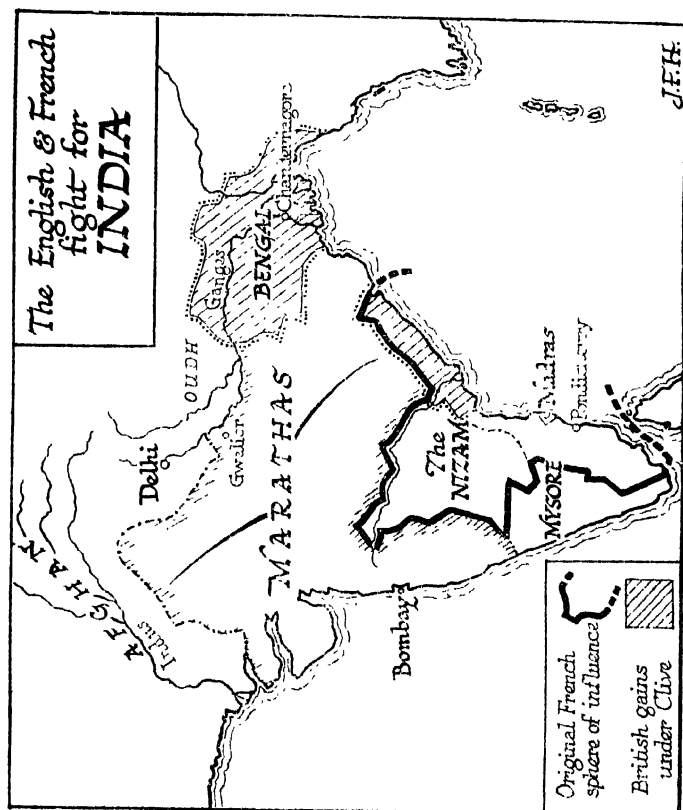 The English & French
fight for
INDIA
AFGHAN
Indus
Delhi
OUDH
Gwalior
Ganges
BENGAL
Chandernagore
MARATHAS
Bombay
The
NIZAM
MYSORE
Madras
Pondicherry
Original French
sphere of influence
British gains
under Clive
J.F.H.